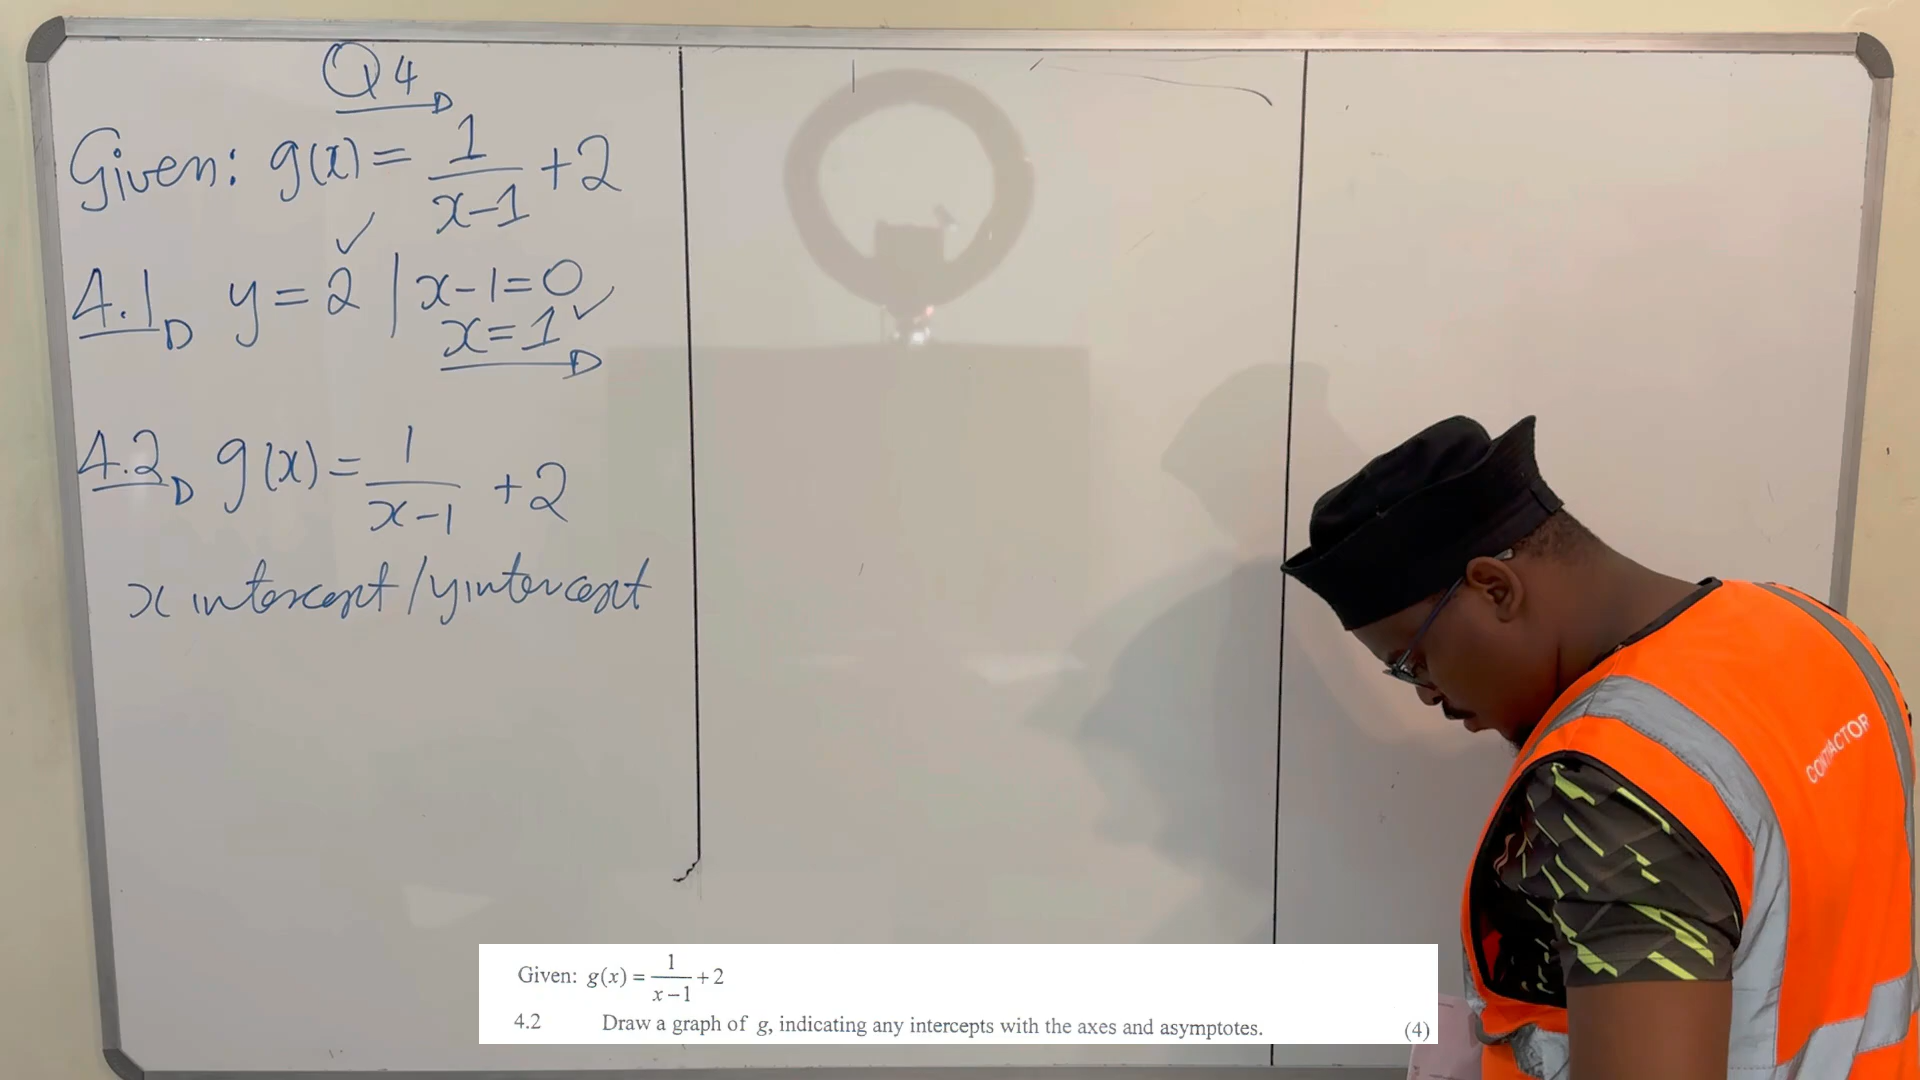 Q4
Given: g(x) = 1/(x-1) + 2
4.1 y = 2 | x-1=0
x = 1
4.2 g(x) = 1/(x-1) + 2
x intercept / y intercept
CONTRACTOR
Given: g(x) = 1/(x-1) + 2
4.2 Draw a graph of g, indicating any intercepts with the axes and asymptotes. (4)